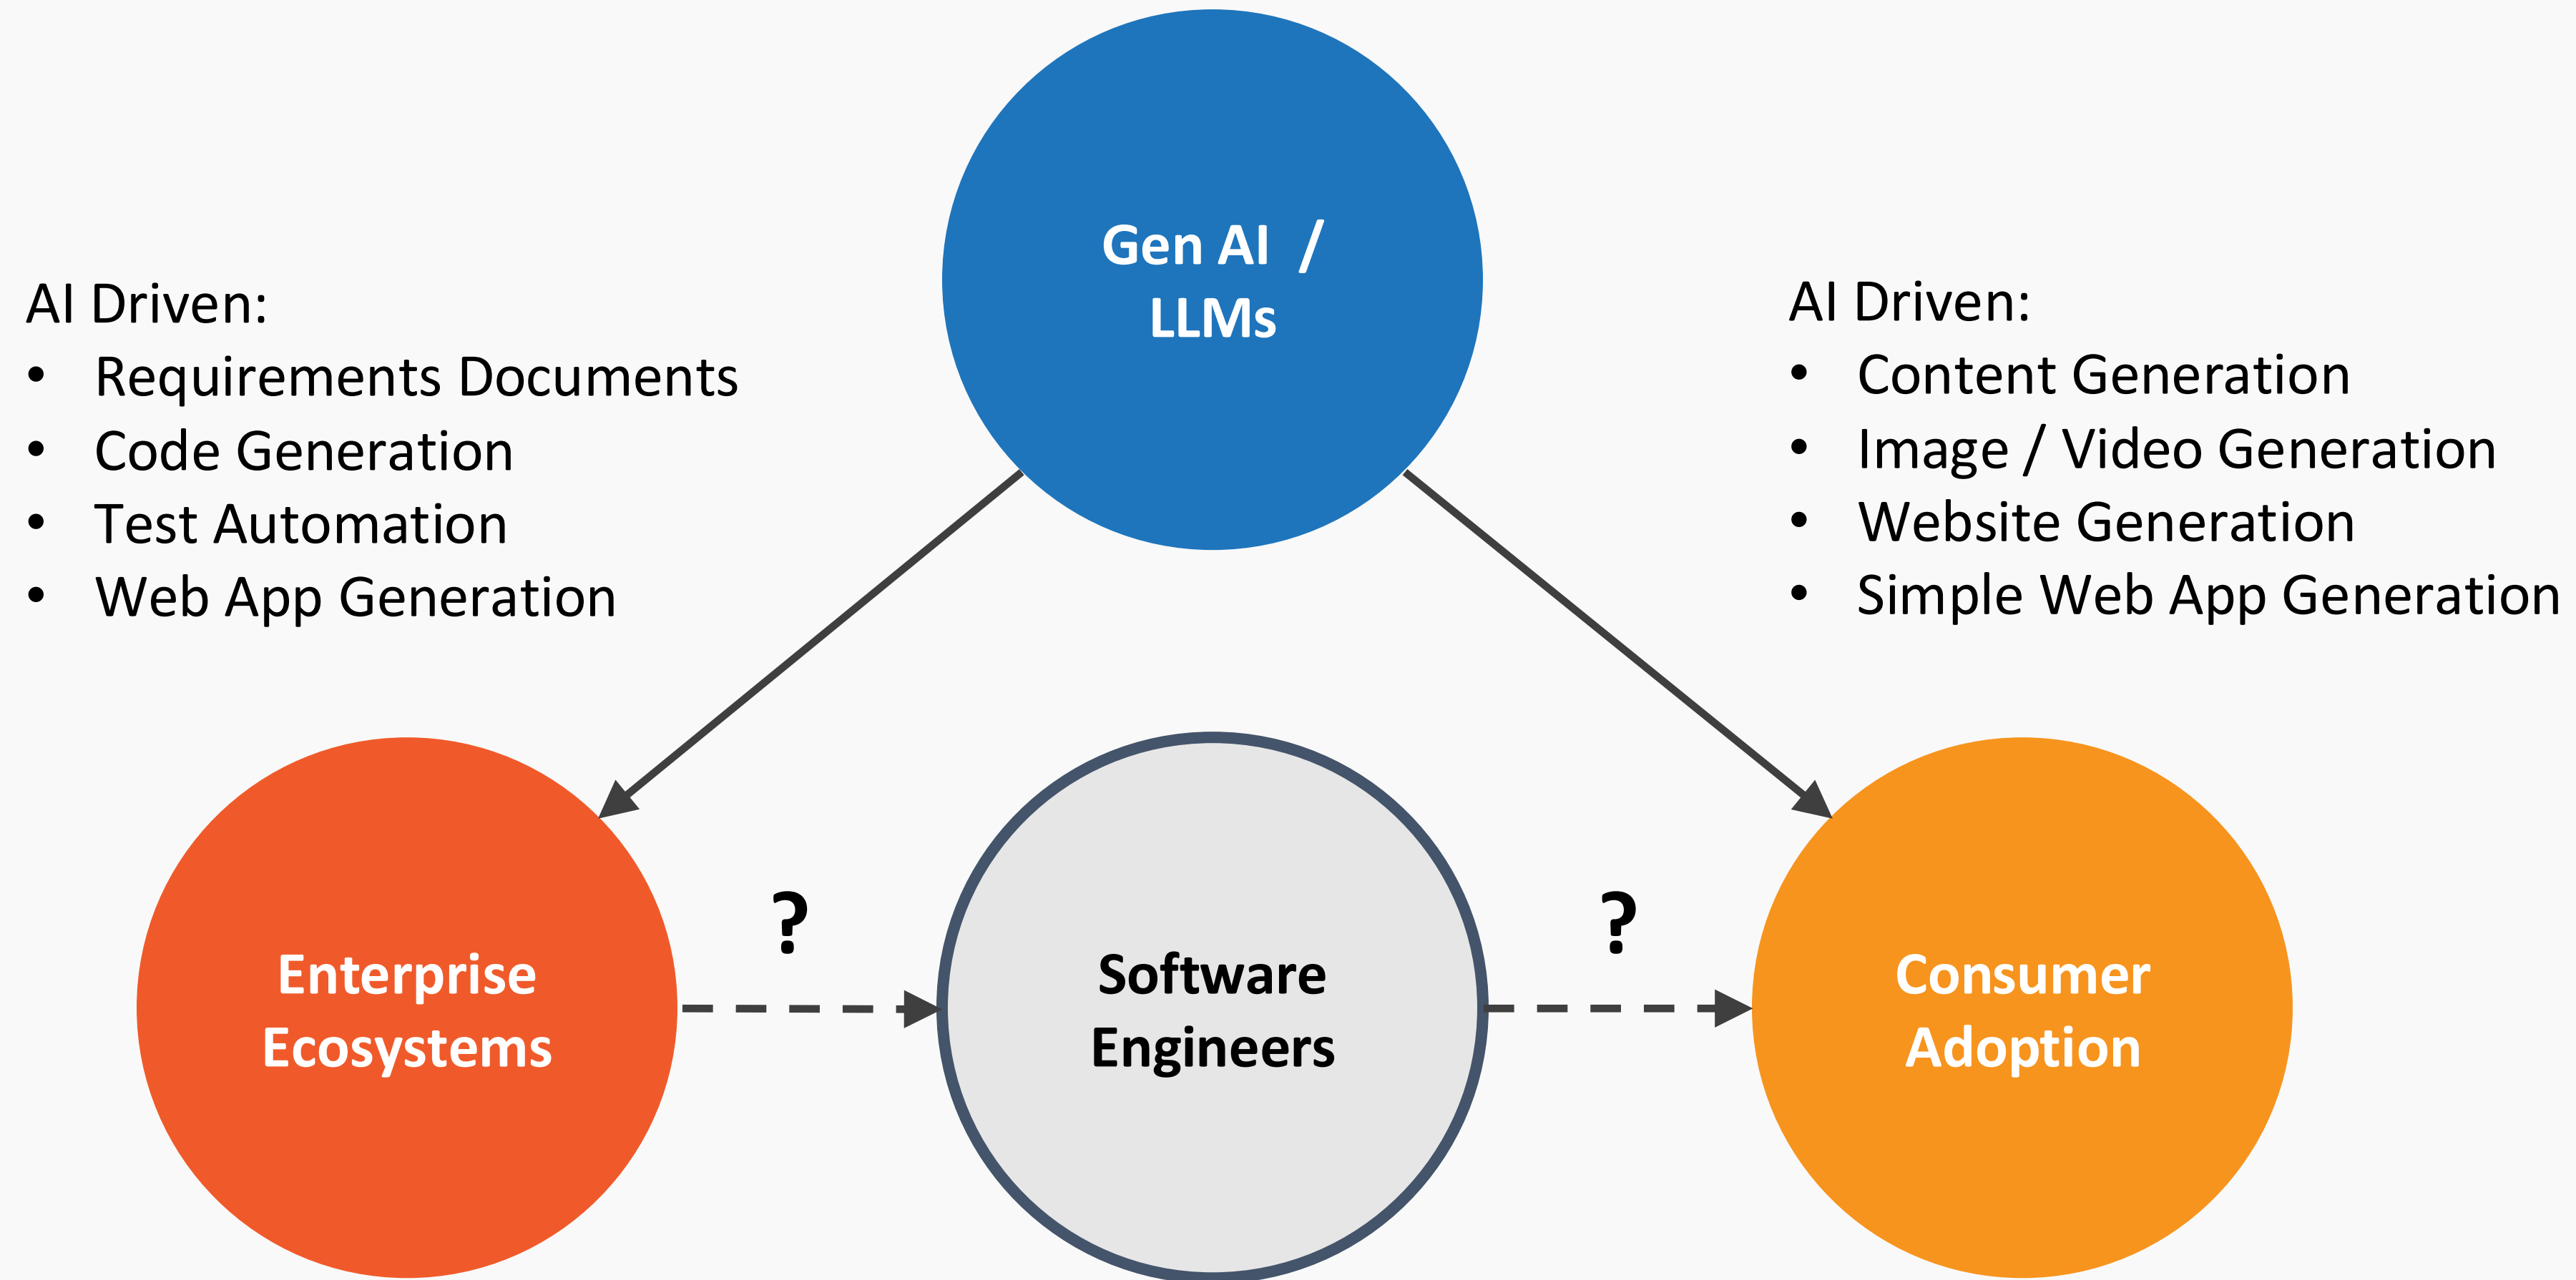 Gen AI /
LLMs
AI Driven:
• Requirements Documents
• Code Generation
• Test Automation
• Web App Generation
AI Driven:
• Content Generation
• Image / Video Generation
• Website Generation
• Simple Web App Generation
Enterprise
Ecosystems
?
Software
Engineers
?
Consumer
Adoption